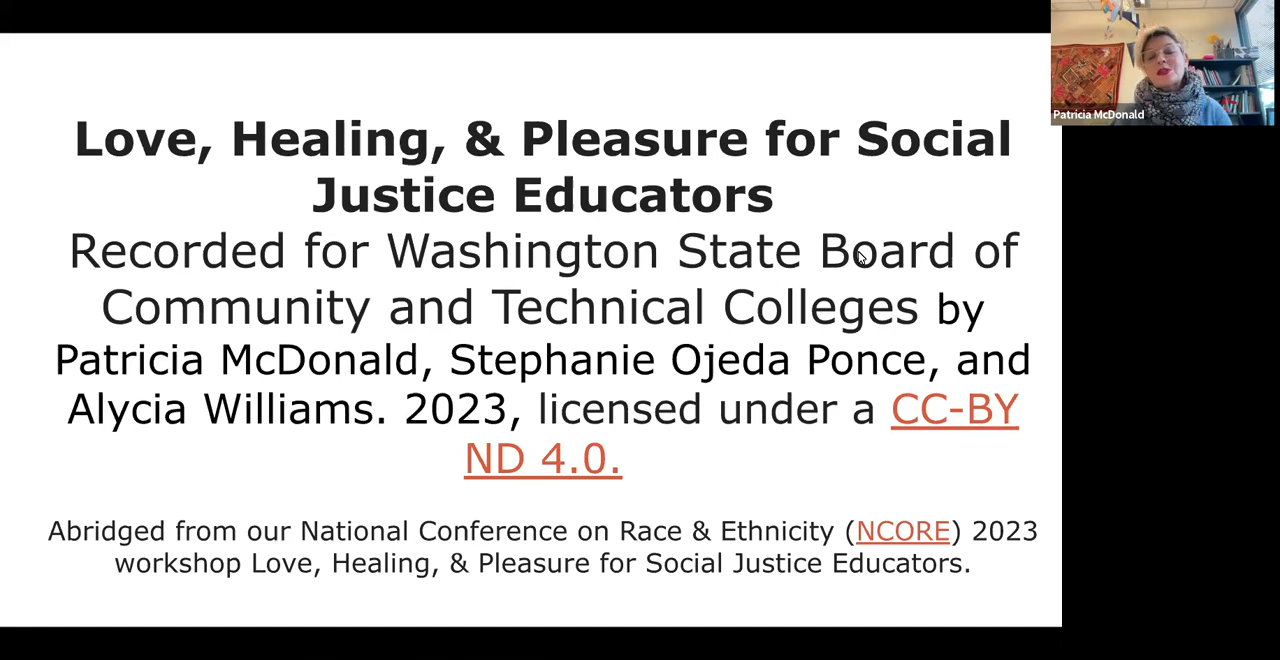 Love, Healing, & Pleasure for Social
Justice Educators
Recorded for Washington State Board of
Community and Technical Colleges by
Patricia McDonald, Stephanie Ojeda Ponce, and
Alycia Williams. 2023, licensed under a CC-BY
ND 4.0.
Abridged from our National Conference on Race & Ethnicity (NCORE) 2023
workshop Love, Healing, & Pleasure for Social Justice Educators.
Patricia McDonald